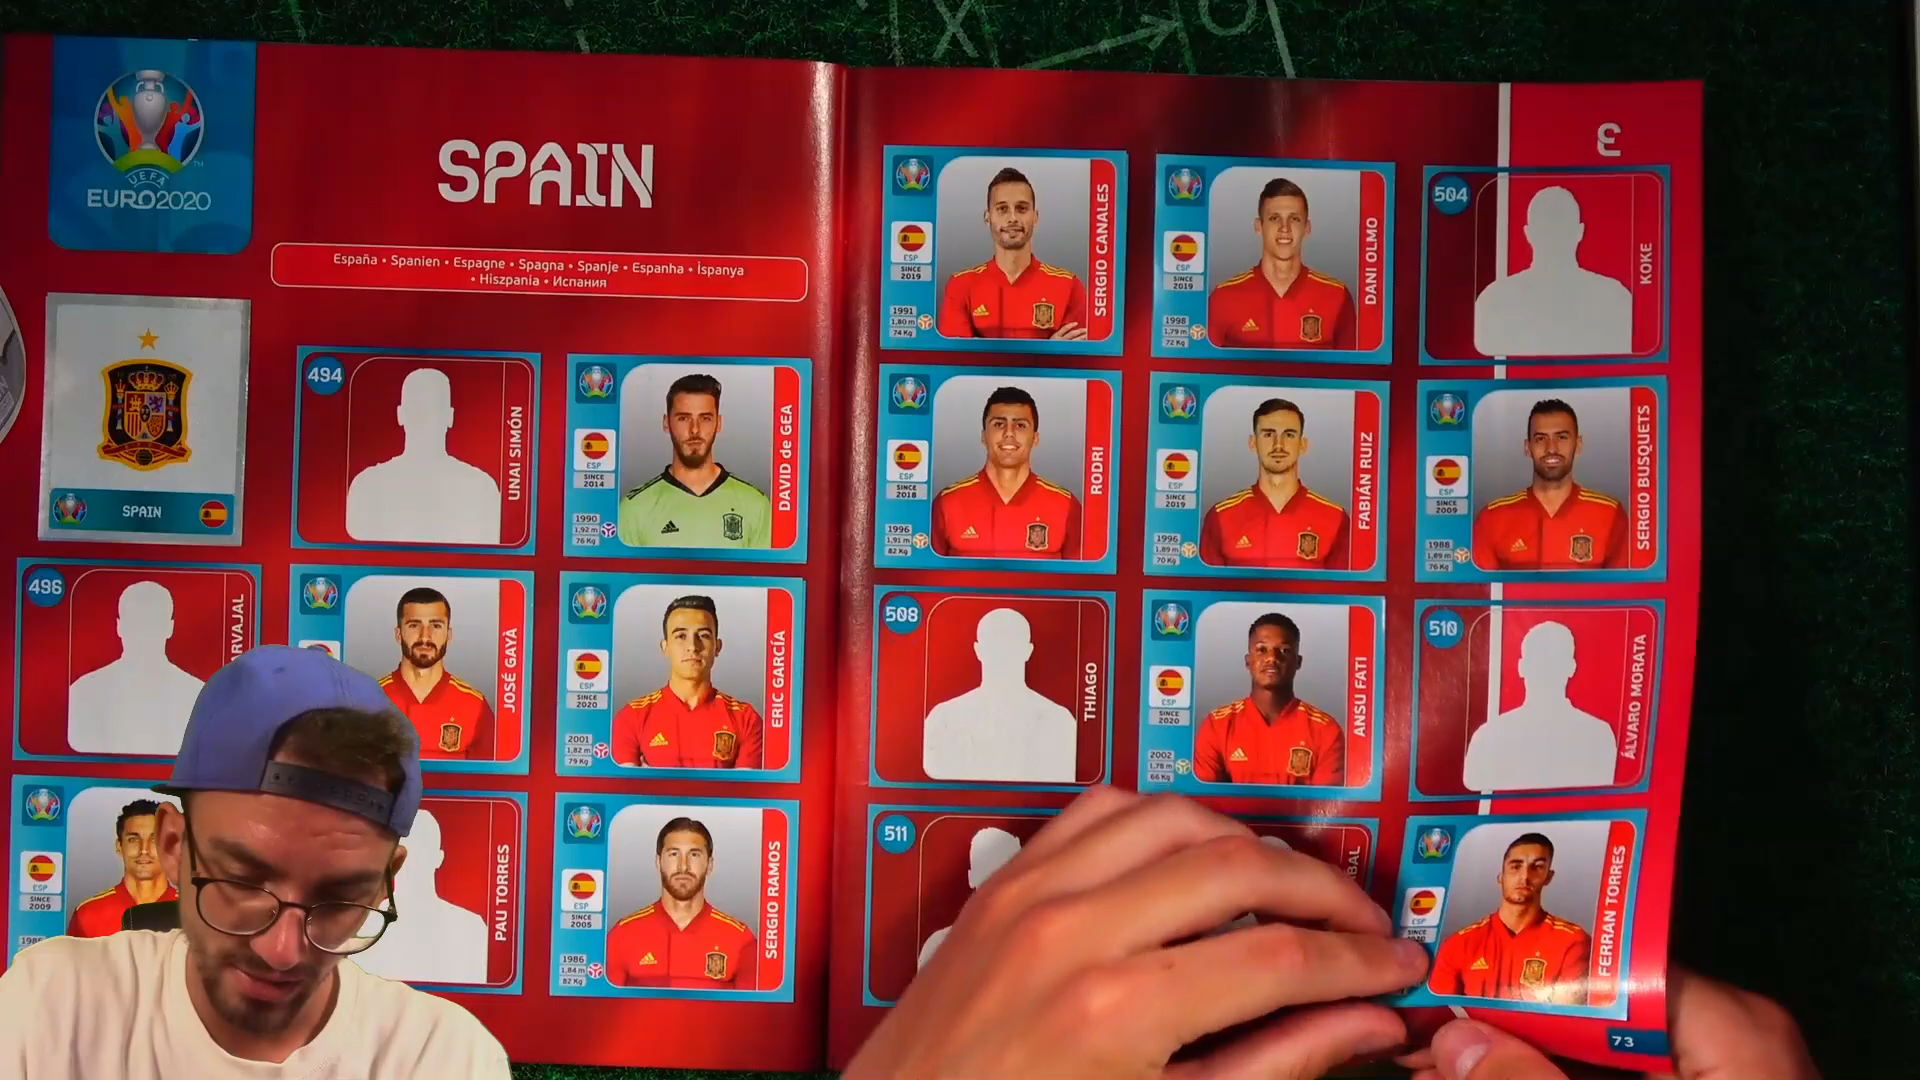 UEFA
EURO2020
TM
SPAIN
España • Spanien • Espagne • Spagna • Spanje • Espanha • İspanya
• Hiszpania • Испания
SPAIN
494
UNAI SIMÓN
ESP
SINCE
2014
1990
1,92 m
76 Kg
DAVID de GEA
496
ARVAJAL
JOSÉ GAYÀ
ESP
SINCE
2020
2001
1,82 m
79 Kg
ERIC GARCÍA
ESP
SINCE
2009
PAU TORRES
ESP
SINCE
2005
1986
1,84 m
82 Kg
SERGIO RAMOS
3
ESP
SINCE
2019
1991
1,80 m
74 Kg
SERGIO CANALES
ESP
SINCE
2019
1998
1,79 m
72 Kg
DANI OLMO
504
KOKE
ESP
SINCE
2018
1996
1,91 m
82 Kg
RODRI
ESP
SINCE
2019
1996
1,89 m
70 Kg
FABIÁN RUIZ
ESP
SINCE
2009
1988
1,89 m
76 Kg
SERGIO BUSQUETS
508
THIAGO
ESP
SINCE
2020
2002
1,78 m
66 Kg
ANSU FATI
510
ÁLVARO MORATA
511
ABAL
ESP
SINCE
FERRAN TORRES
73